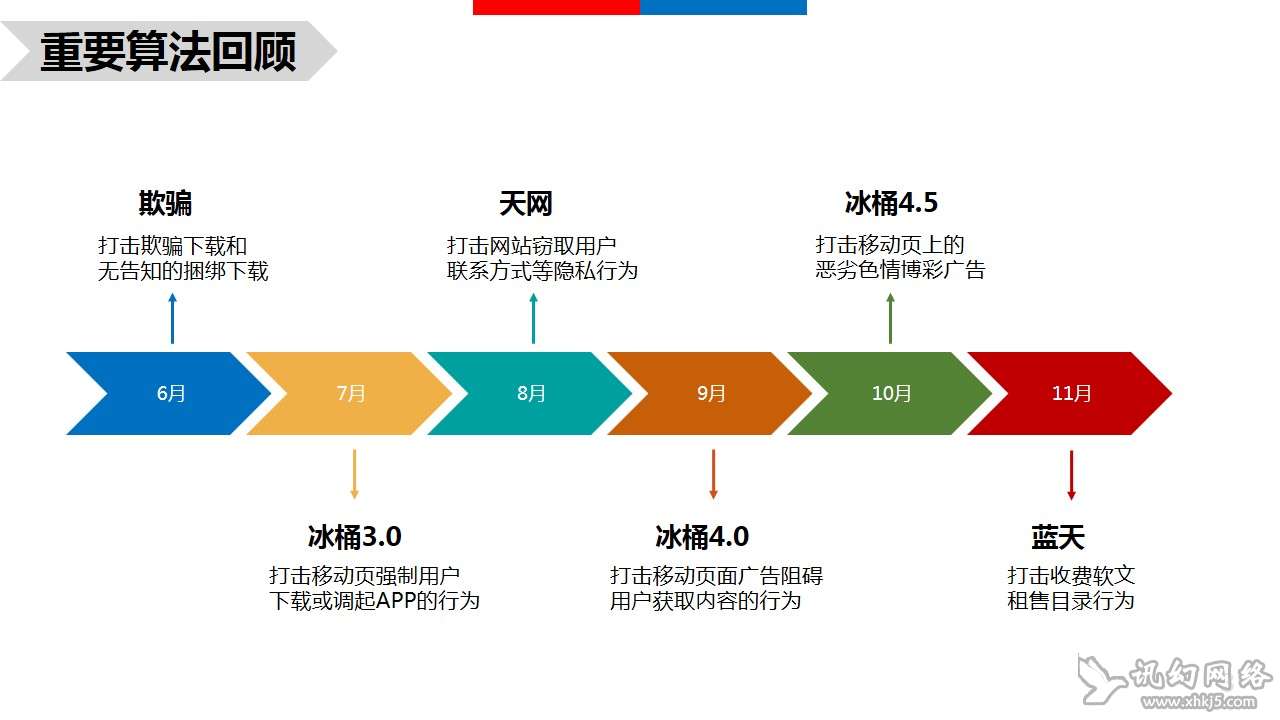 重要算法回顾
欺骗
打击欺骗下载和
无告知的捆绑下载
天网
打击网站窃取用户
联系方式等隐私行为
冰桶4.5
打击移动页上的
恶劣色情博彩广告
6月
7月
8月
9月
10月
11月
冰桶3.0
打击移动页强制用户
下载或调起APP的行为
冰桶4.0
打击移动页面广告阻碍
用户获取内容的行为
蓝天
打击收费软文
租售目录行为
讯幻网络
www.xhkj5.com